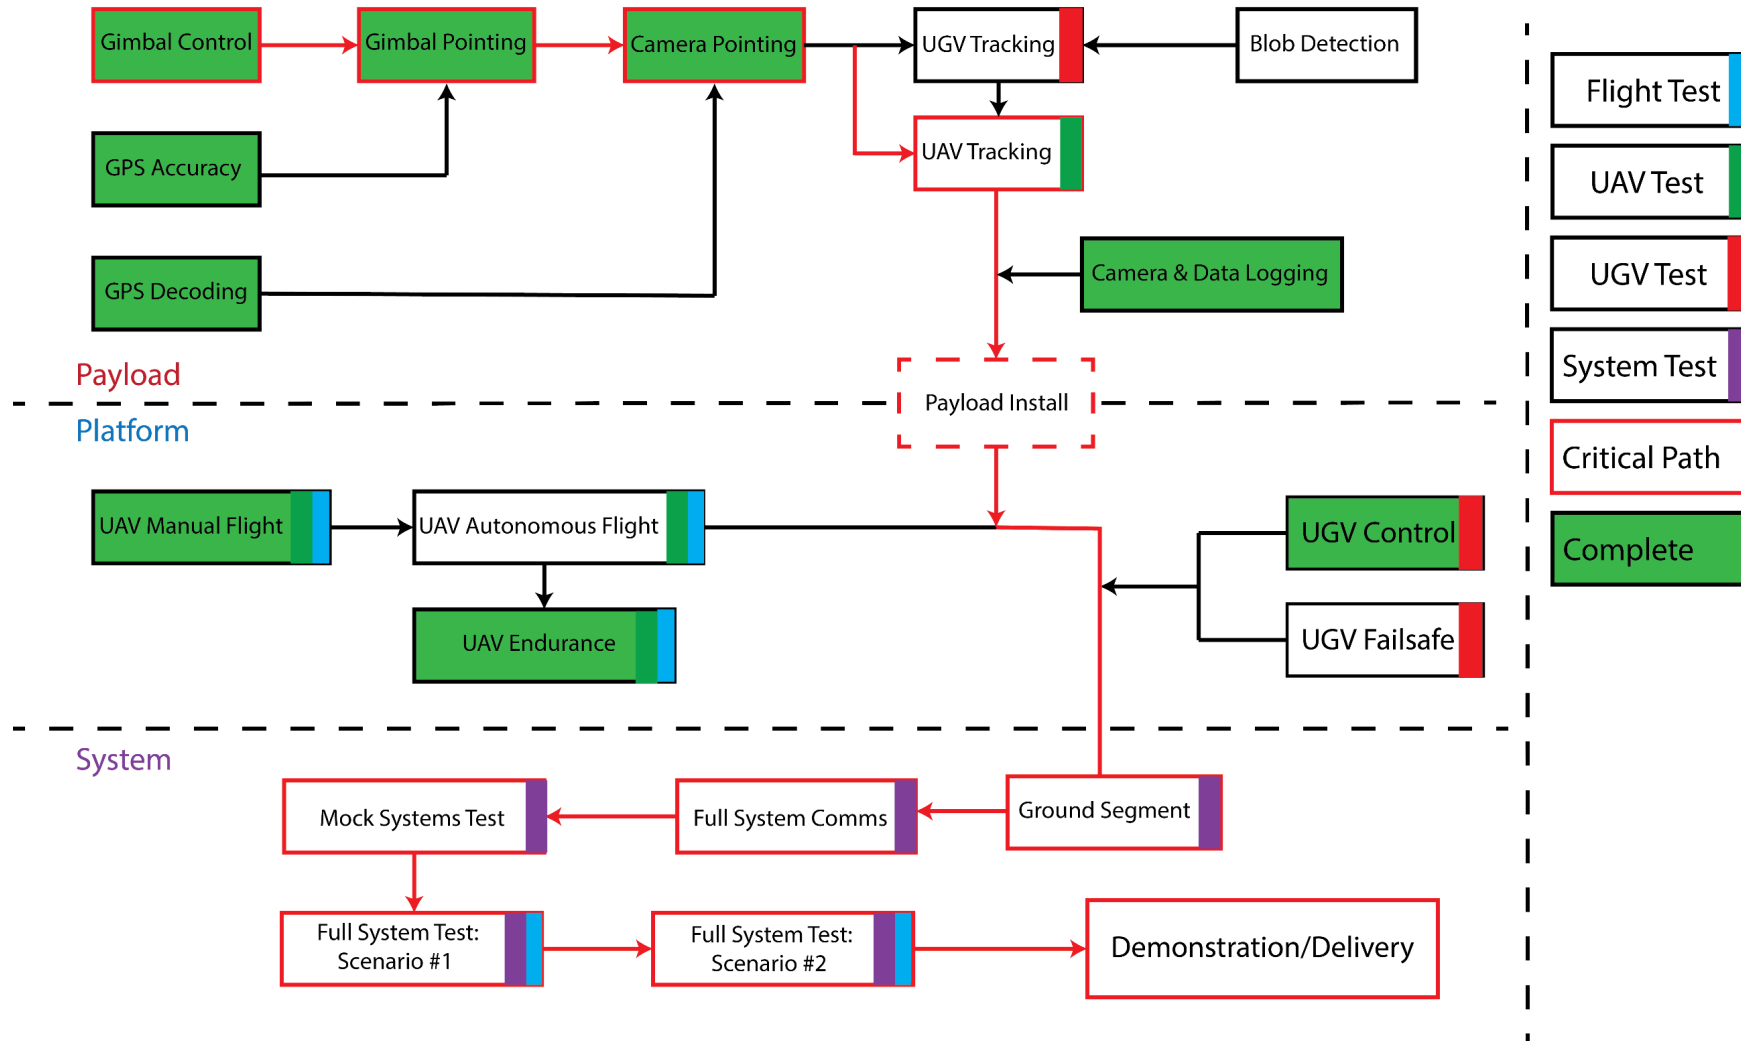 Gimbal Control
Gimbal Pointing
Camera Pointing
UGV Tracking
Blob Detection
GPS Accuracy
UAV Tracking
GPS Decoding
Camera & Data Logging
Payload
Payload Install
Platform
UAV Manual Flight
UAV Autonomous Flight
UGV Control
UAV Endurance
UGV Failsafe
System
Mock Systems Test
Full System Comms
Ground Segment
Full System Test:
Scenario #1
Full System Test:
Scenario #2
Demonstration/Delivery
Flight Test
UAV Test
UGV Test
System Test
Critical Path
Complete